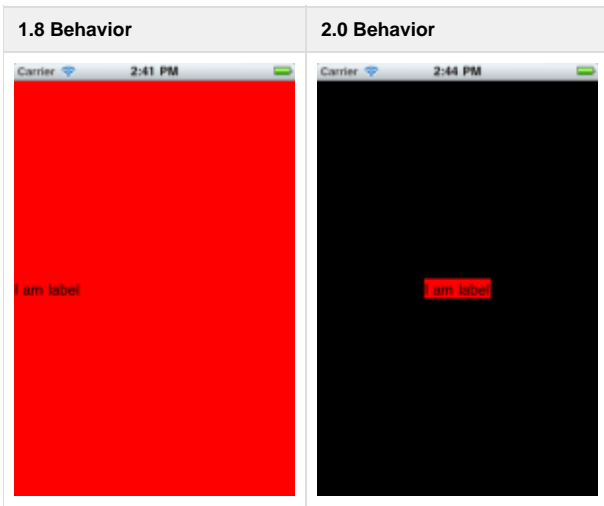 1.8 Behavior
2.0 Behavior
Carrier 2:41 PM
Carrier 2:44 PM
I am label
I am label